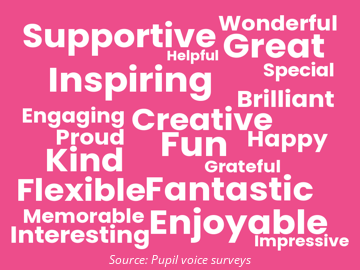 Wonderful
Supportive
Great
Helpful
Special
Inspiring
Brilliant
Engaging
Creative
Proud
Fun
Happy
Kind
Grateful
Flexible
Fantastic
Memorable
Enjoyable
Interesting
Impressive
Source: Pupil voice surveys